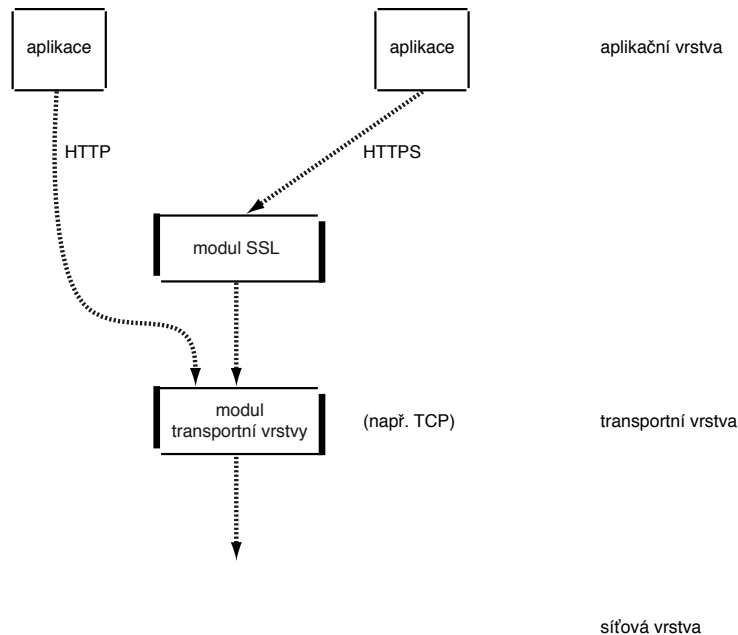 aplikace
aplikace
aplikační vrstva
HTTP
HTTPS
modul SSL
modul
transportní vrstvy
(např. TCP)
transportní vrstva
síťová vrstva